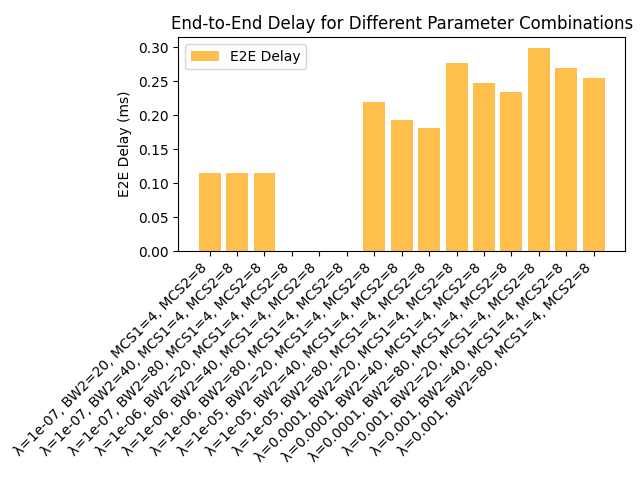 End-to-End Delay for Different Parameter Combinations
E2E Delay
E2E Delay (ms)
0.30
0.25
0.20
0.15
0.10
0.05
0.00
λ=1e-07, BW2=20, MCS1=4, MCS2=8
λ=1e-07, BW2=40, MCS1=4, MCS2=8
λ=1e-07, BW2=80, MCS1=4, MCS2=8
λ=1e-06, BW2=20, MCS1=4, MCS2=8
λ=1e-06, BW2=40, MCS1=4, MCS2=8
λ=1e-06, BW2=80, MCS1=4, MCS2=8
λ=1e-05, BW2=20, MCS1=4, MCS2=8
λ=1e-05, BW2=40, MCS1=4, MCS2=8
λ=1e-05, BW2=80, MCS1=4, MCS2=8
λ=0.0001, BW2=20, MCS1=4, MCS2=8
λ=0.0001, BW2=40, MCS1=4, MCS2=8
λ=0.0001, BW2=80, MCS1=4, MCS2=8
λ=0.001, BW2=20, MCS1=4, MCS2=8
λ=0.001, BW2=40, MCS1=4, MCS2=8
λ=0.001, BW2=80, MCS1=4, MCS2=8